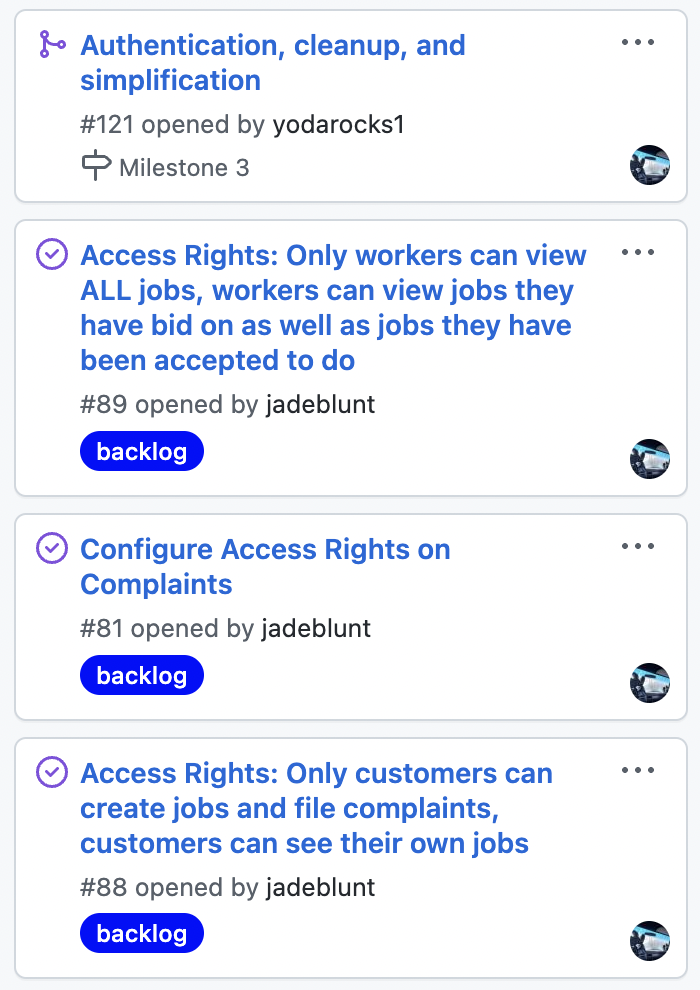 Authentication, cleanup, and
simplification
#121 opened by yodarocks1
Milestone 3
Access Rights: Only workers can view
ALL jobs, workers can view jobs they
have bid on as well as jobs they have
been accepted to do
#89 opened by jadeblunt
backlog
Configure Access Rights on
Complaints
#81 opened by jadeblunt
backlog
Access Rights: Only customers can
create jobs and file complaints,
customers can see their own jobs
#88 opened by jadeblunt
backlog